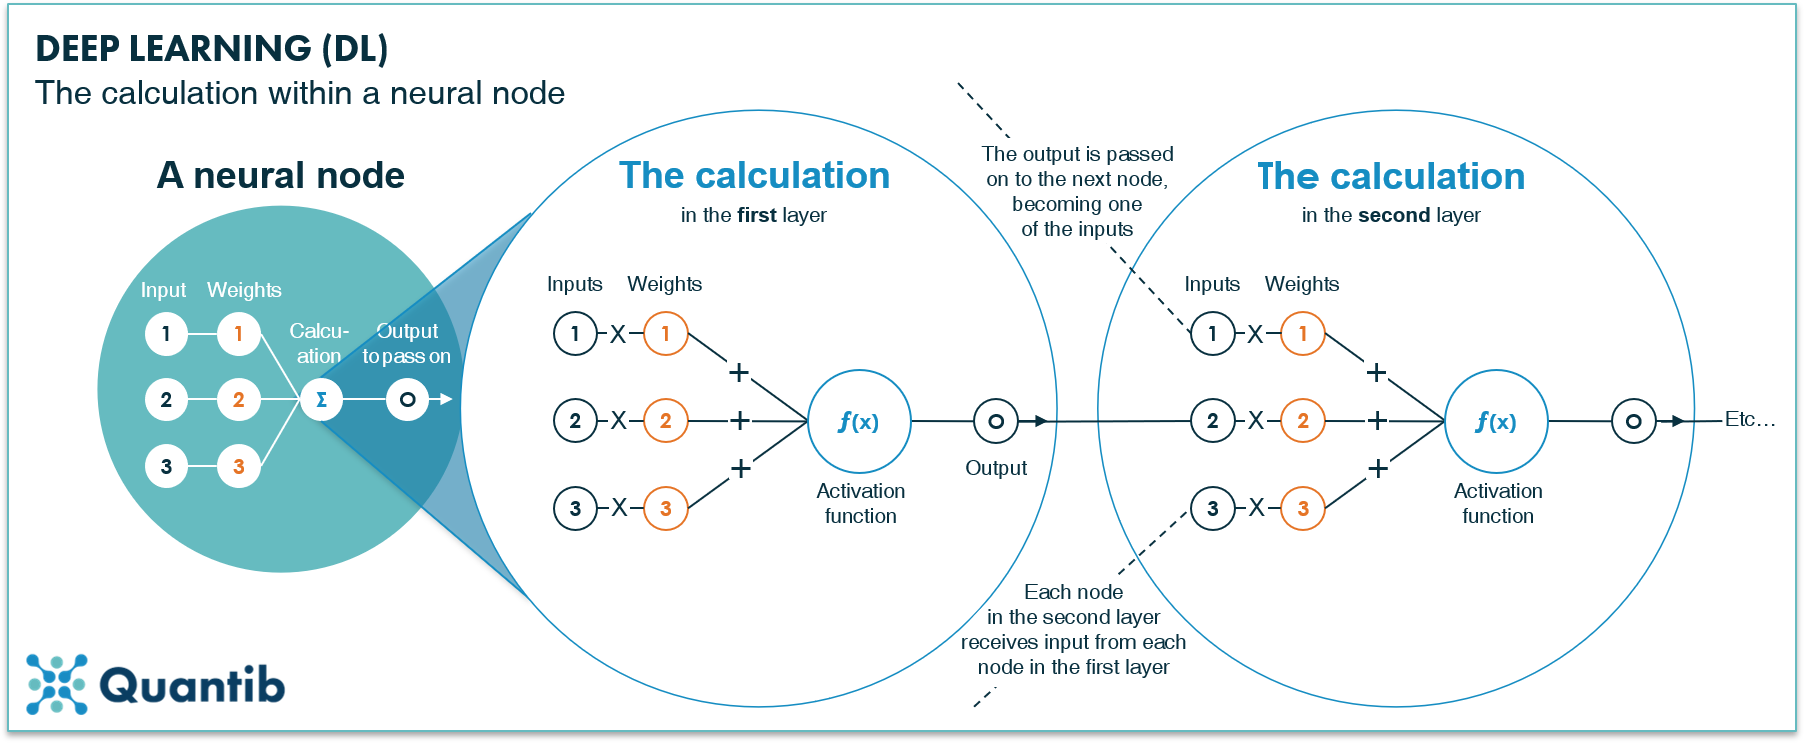 DEEP LEARNING (DL)
The calculation within a neural node
A neural node
Input Weights
1 1
2 2
3 3
Calcu-
ation
Σ
Output
to pass on
O
The calculation
in the first layer
Inputs Weights
1 X 1
+
2 X 2
+
3 X 3
+
ƒ(x)
Activation
function
O
Output
The output is passed
on to the next node,
becoming one
of the inputs
Each node
in the second layer
receives input from each
node in the first layer
The calculation
in the second layer
Inputs Weights
1 X 1
+
2 X 2
+
3 X 3
+
ƒ(x)
Activation
function
O
Etc...
Quantib